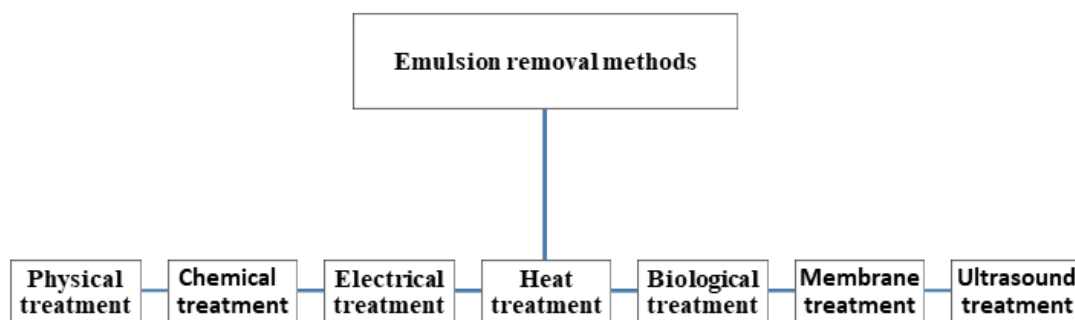 Emulsion removal methods
Physical
treatment
Chemical
treatment
Electrical
treatment
Heat
treatment
Biological
treatment
Membrane
treatment
Ultrasound
treatment